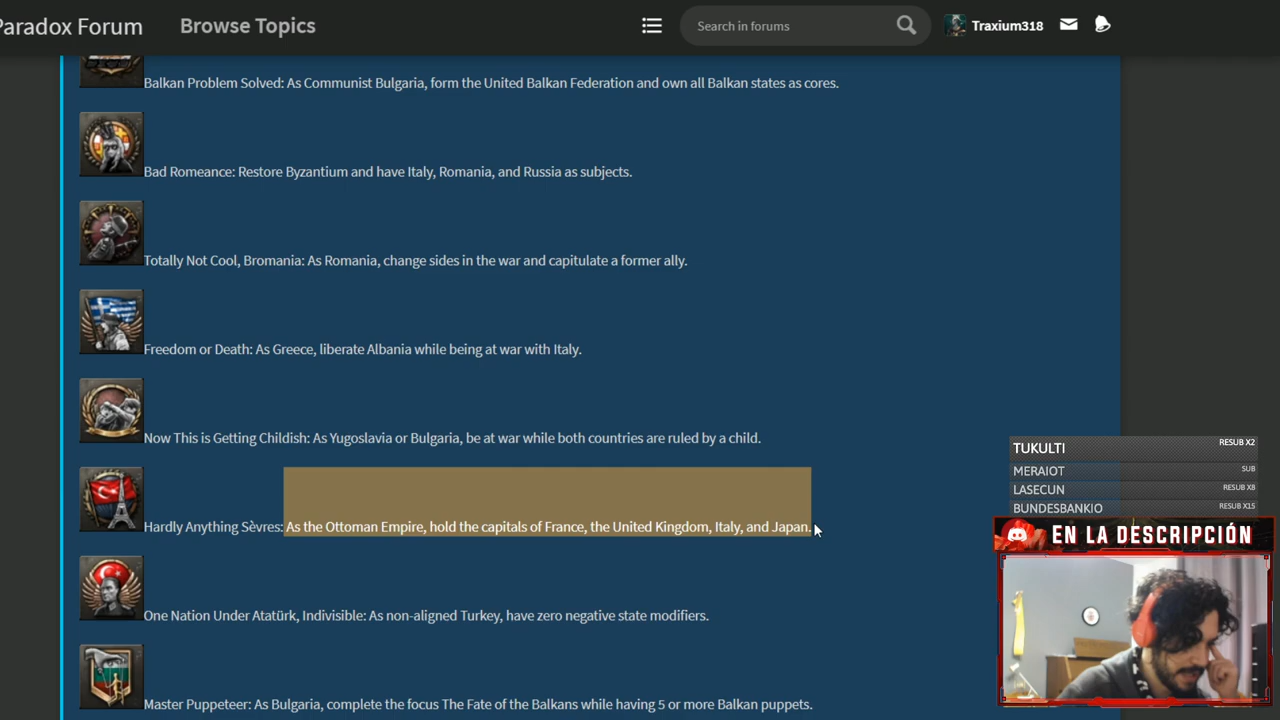 Paradox Forum
Browse Topics
Search in forums
Traxium318
Balkan Problem Solved: As Communist Bulgaria, form the United Balkan Federation and own all Balkan states as cores.
Bad Romeance: Restore Byzantium and have Italy, Romania, and Russia as subjects.
Totally Not Cool, Bromania: As Romania, change sides in the war and capitulate a former ally.
Freedom or Death: As Greece, liberate Albania while being at war with Italy.
Now This is Getting Childish: As Yugoslavia or Bulgaria, be at war while both countries are ruled by a child.
Hardly Anything Sèvres: As the Ottoman Empire, hold the capitals of France, the United Kingdom, Italy, and Japan.
One Nation Under Atatürk, Indivisible: As non-aligned Turkey, have zero negative state modifiers.
Master Puppeteer: As Bulgaria, complete the focus The Fate of the Balkans while having 5 or more Balkan puppets.
TUKULTI RESUB X2
MERAIOT SUB
LASECUN RESUB X8
BUNDESBANKIO RESUB X15
EN LA DESCRIPCIÓN